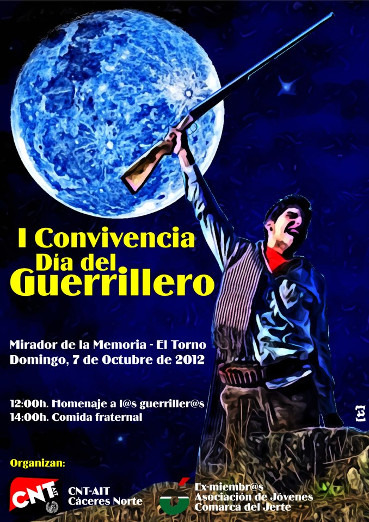 I Convivencia
Día del
Guerrillero
Mirador de la Memoria - El Torno
Domingo, 7 de Octubre de 2012
12:00h. Homenaje a l@s guerriller@s
14:00h. Comida fraternal
Organizan:
CNT
CNT-AIT
Cáceres Norte
Ex-miembr@s
Asociación de Jóvenes
Comarca del Jerte